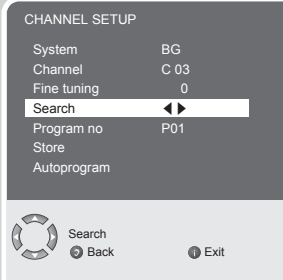 CHANNEL SETUP
System BG
Channel C 03
Fine tuning 0
Search ◀ ▶
Program no P01
Store
Autoprogram
Search
Back i Exit